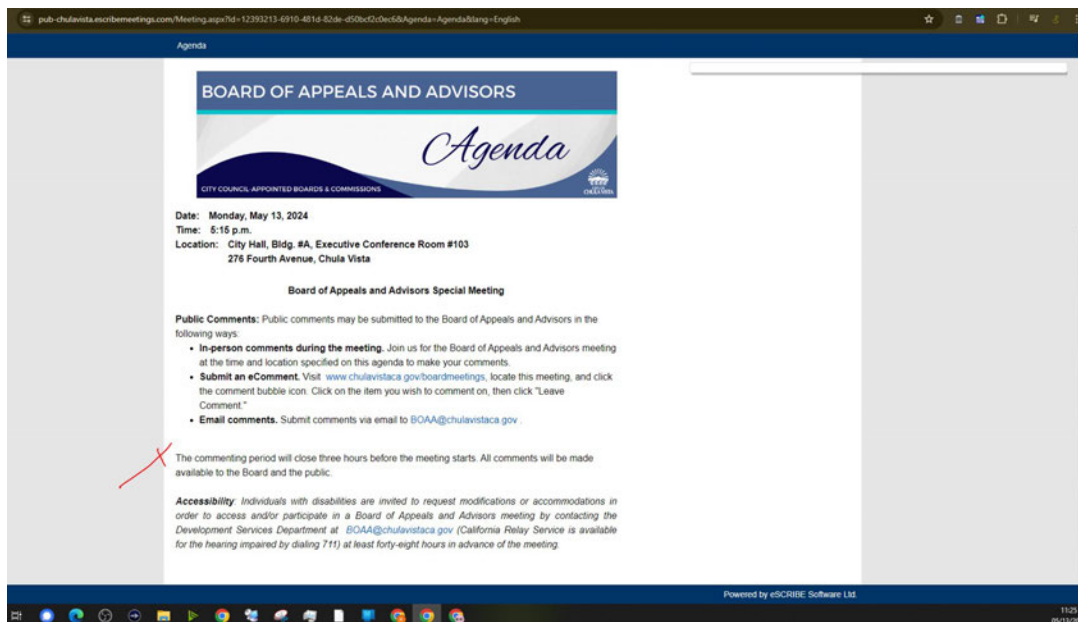 pub-chulavista.escribemeetings.com/Meeting.aspx?Id=12393213-6910-481d-82de-d50bcf2c0ec6&Agenda=Agenda&lang=English
Agenda
BOARD OF APPEALS AND ADVISORS
Agenda
CITY COUNCIL-APPOINTED BOARDS & COMMISSIONS
CITY OF
CHULA VISTA
Date: Monday, May 13, 2024
Time: 5:15 p.m.
Location: City Hall, Bldg. #A, Executive Conference Room #103
276 Fourth Avenue, Chula Vista
Board of Appeals and Advisors Special Meeting
Public Comments: Public comments may be submitted to the Board of Appeals and Advisors in the
following ways:
• In-person comments during the meeting. Join us for the Board of Appeals and Advisors meeting
at the time and location specified on this agenda to make your comments.
• Submit an eComment. Visit www.chulavistaca.gov/boardmeetings, locate this meeting, and click
the comment bubble icon. Click on the item you wish to comment on, then click "Leave
Comment."
• Email comments. Submit comments via email to BOAA@chulavistaca.gov .
The commenting period will close three hours before the meeting starts. All comments will be made
available to the Board and the public.
Accessibility: Individuals with disabilities are invited to request modifications or accommodations in
order to access and/or participate in a Board of Appeals and Advisors meeting by contacting the
Development Services Department at BOAA@chulavistaca.gov (California Relay Service is available
for the hearing impaired by dialing 711) at least forty-eight hours in advance of the meeting.
Powered by eSCRIBE Software Ltd.
11:25
05/13/20